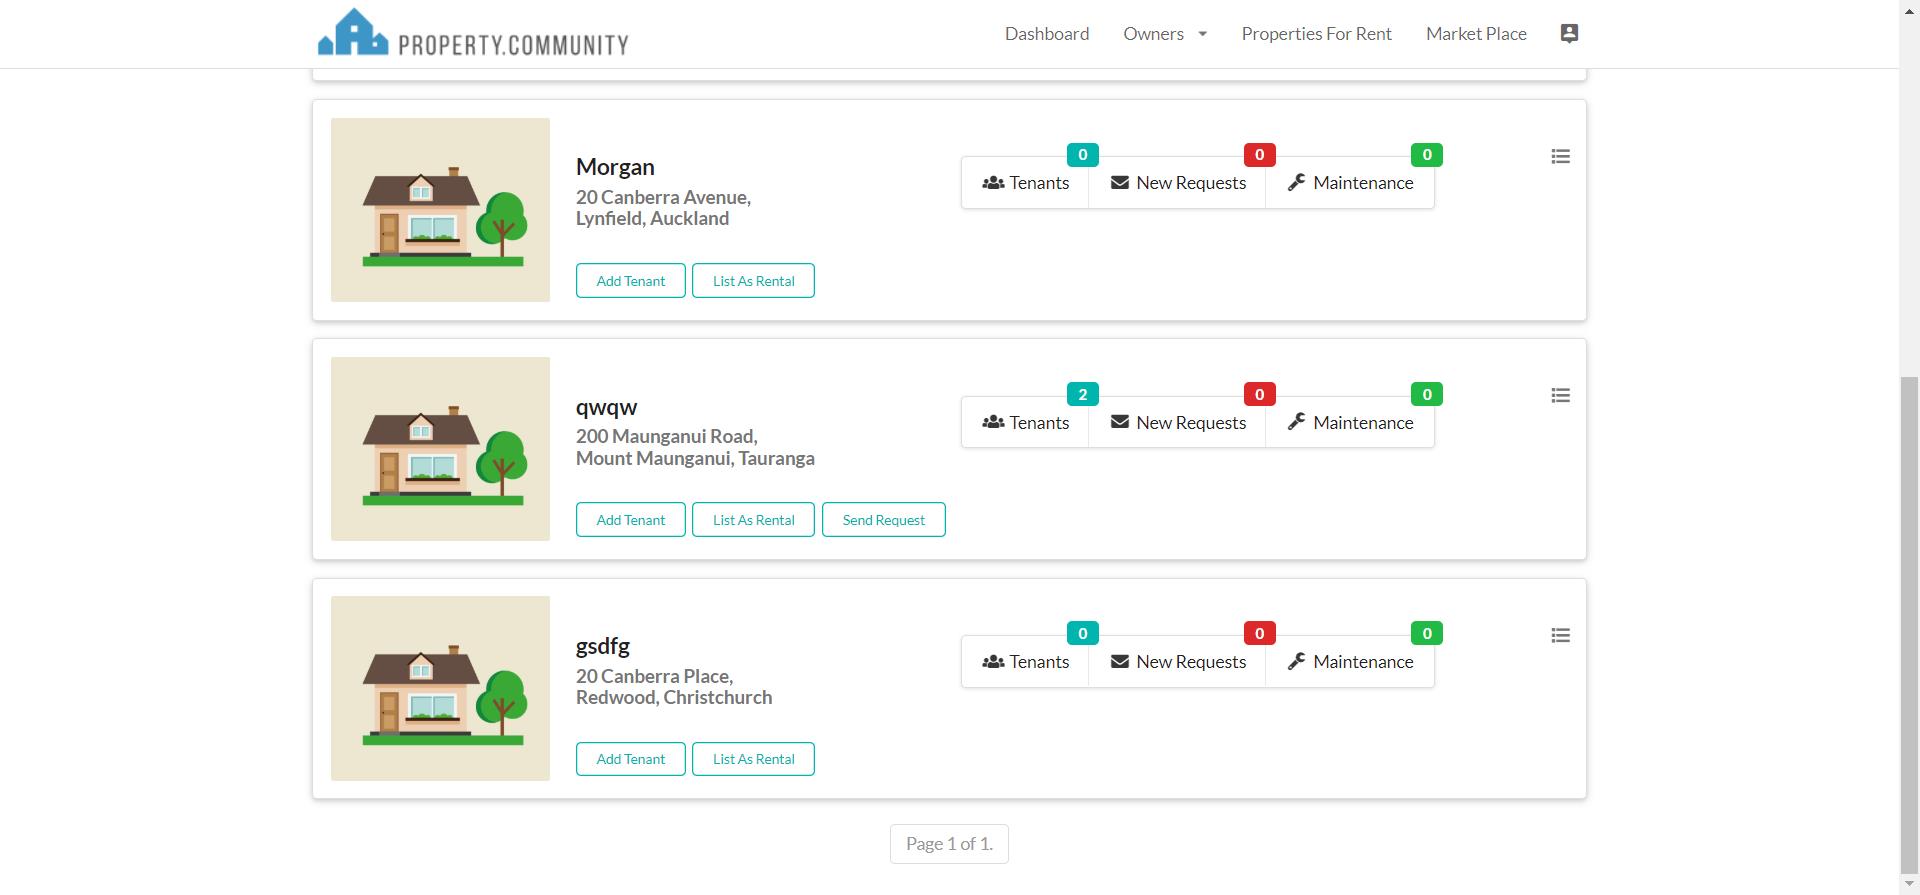 PROPERTY.COMMUNITY
Dashboard Owners Properties For Rent Market Place
Morgan
20 Canberra Avenue,
Lynfield, Auckland
0 0 0
Tenants New Requests Maintenance
Add Tenant List As Rental
qwqw
200 Maunganui Road,
Mount Maunganui, Tauranga
2 0 0
Tenants New Requests Maintenance
Add Tenant List As Rental Send Request
gsdfg
20 Canberra Place,
Redwood, Christchurch
0 0 0
Tenants New Requests Maintenance
Add Tenant List As Rental
Page 1 of 1.